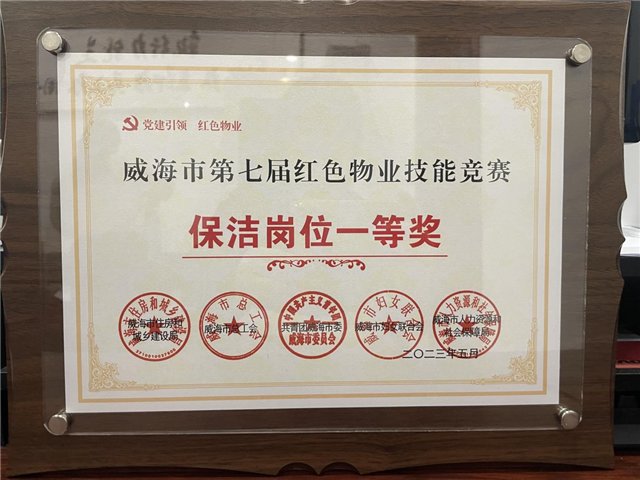 党建引领 红色物业
威海市第七届红色物业技能竞赛
保洁岗位一等奖
威海市住房和
城乡建设局
威海市总工会
共青团威海市委
威海市妇女联合会
威海市人力资源和
社会保障局
二〇二三年五月